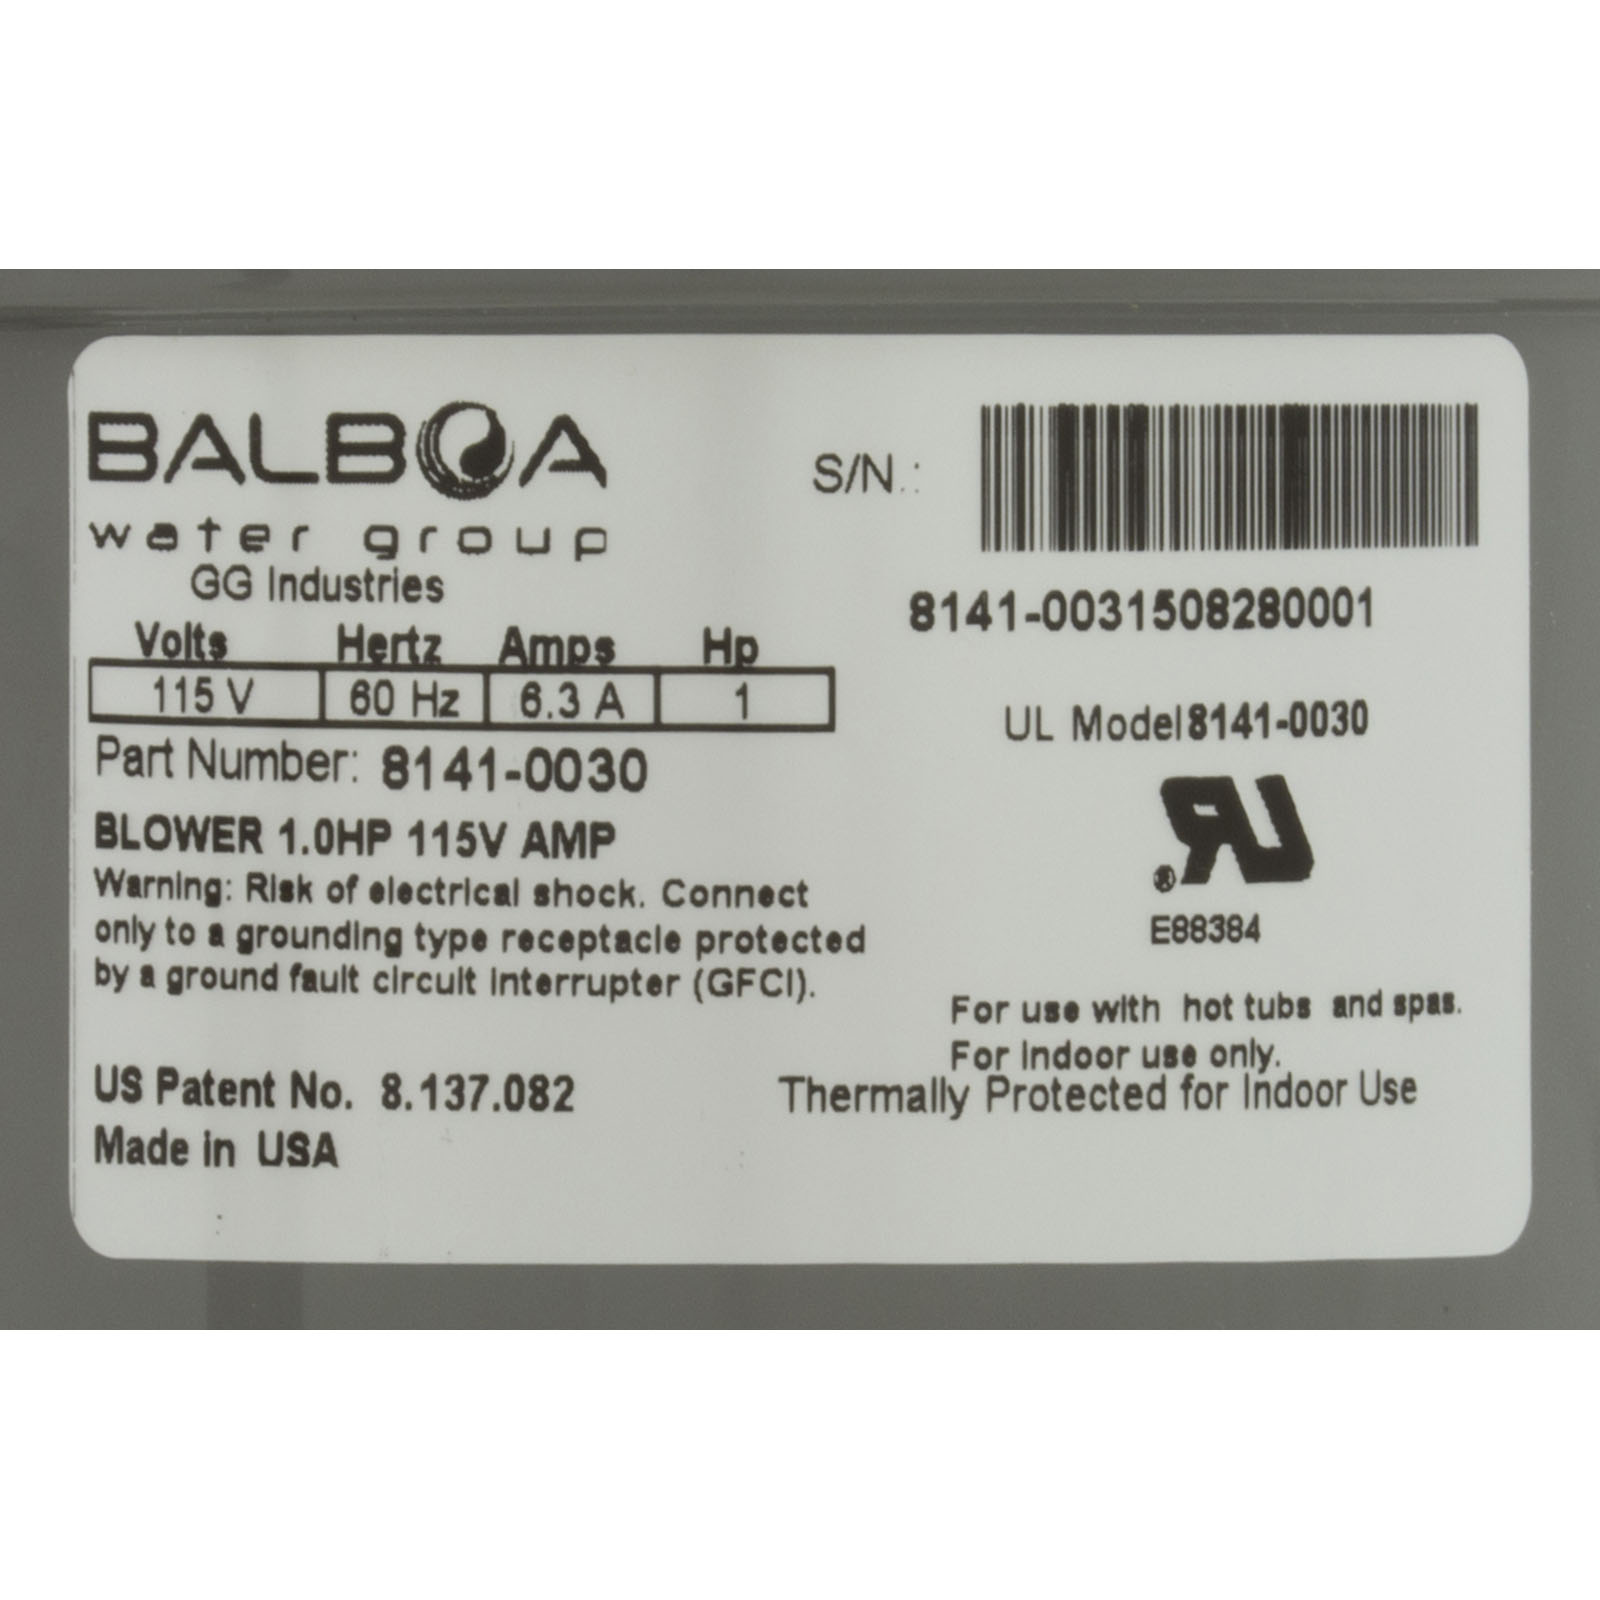 BALBOA
water group
GG Industries
Volts Hertz Amps Hp
115 V 60 Hz 6.3 A 1
Part Number: 8141-0030
BLOWER 1.0HP 115V AMP
Warning: Risk of electrical shock. Connect
only to a grounding type receptacle protected
by a ground fault circuit interrupter (GFCI).
US Patent No. 8.137.082
Made in USA
S/N.:
8141-0031508280001
UL Model8141-0030
UR®
E88384
For use with hot tubs and spas.
For Indoor use only.
Thermally Protected for Indoor Use